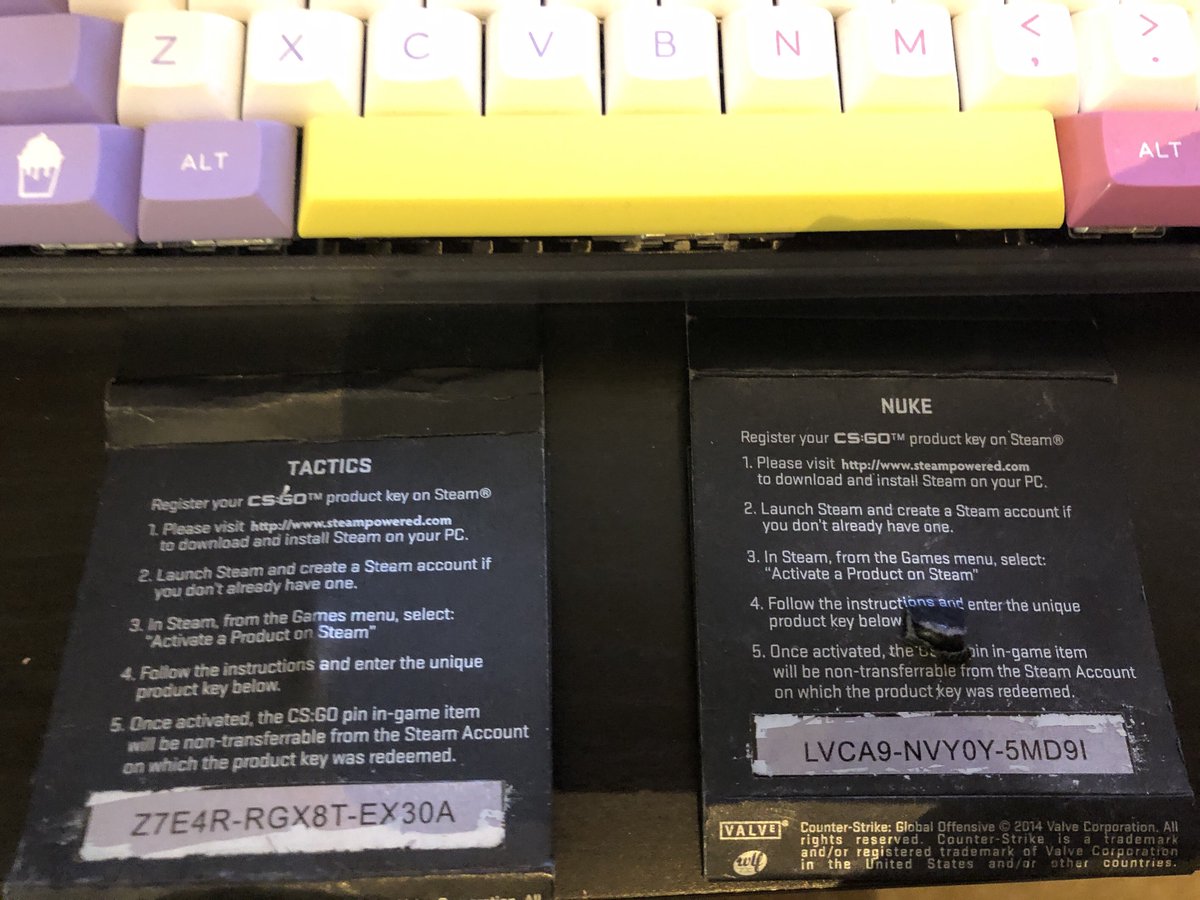 Z X C V B N M < , > .
ALT ALT
TACTICS
Register your CS:GO™ product key on Steam®
1. Please visit http://www.steampowered.com
to download and install Steam on your PC.
2. Launch Steam and create a Steam account if
you don't already have one.
3. In Steam, from the Games menu, select:
"Activate a Product on Steam"
4. Follow the instructions and enter the unique
product key below.
5. Once activated, the CS:GO pin in-game item
will be non-transferrable from the Steam Account
on which the product key was redeemed.
Z7E4R-RGX8T-EX30A
NUKE
Register your CS:GO™ product key on Steam®
1. Please visit http://www.steampowered.com
to download and install Steam on your PC.
2. Launch Steam and create a Steam account if
you don't already have one.
3. In Steam, from the Games menu, select:
"Activate a Product on Steam"
4. Follow the instructions and enter the unique
product key below
5. Once activated, the pin in-game item
will be non-transferrable from the Steam Account
on which the product key was redeemed.
LVCA9-NVY0Y-5MD9I
VALVE
wlf
Counter-Strike: Global Offensive © 2014 Valve Corporation. All
rights reserved. Counter-Strike is a trademark
and/or registered trademark of Valve Corporation
in the United States and/or other countries.